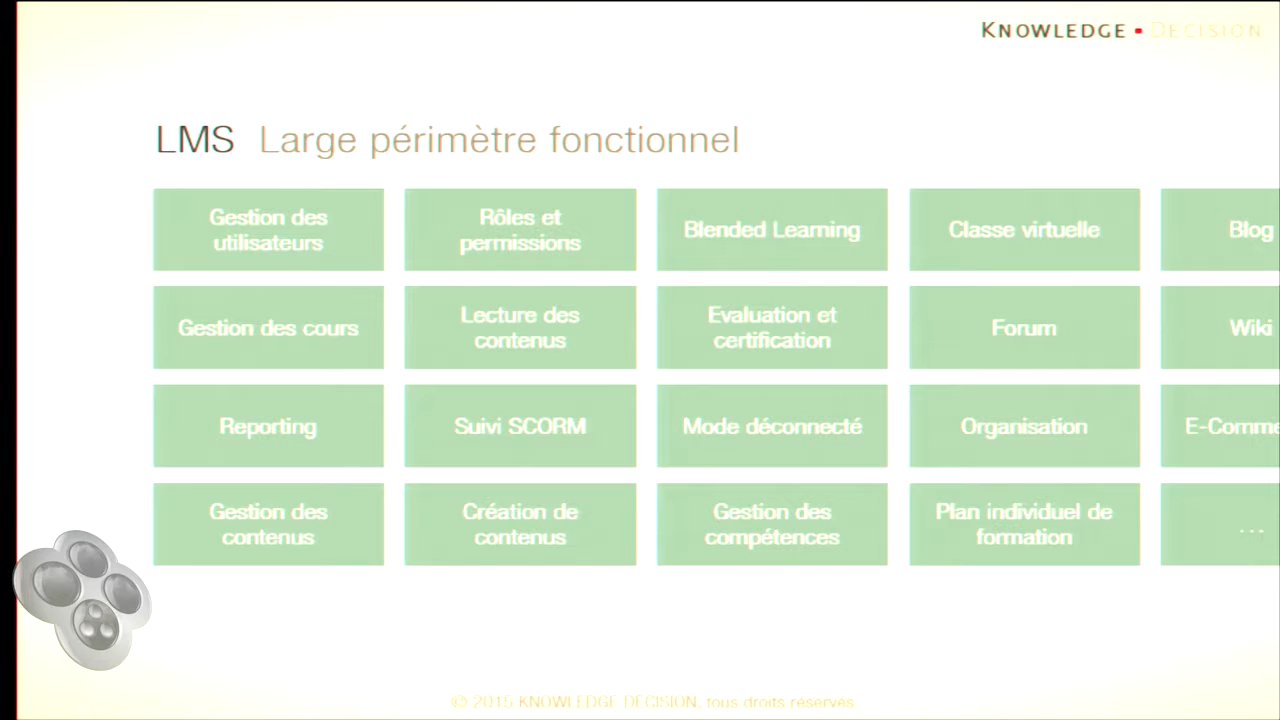 KNOWLEDGE DECISION
LMS Large périmètre fonctionnel
Gestion des
utilisateurs
Rôles et
permissions
Blended Learning
Classe virtuelle
Blog
Gestion des cours
Lecture des
contenus
Evaluation et
certification
Forum
Wiki
Reporting
Suivi SCORM
Mode déconnecté
Organisation
E-Comme
Gestion des
contenus
Création de
contenus
Gestion des
compétences
Plan individuel de
formation
...
© 2015 KNOWLEDGE DECISION, tous droits réservés